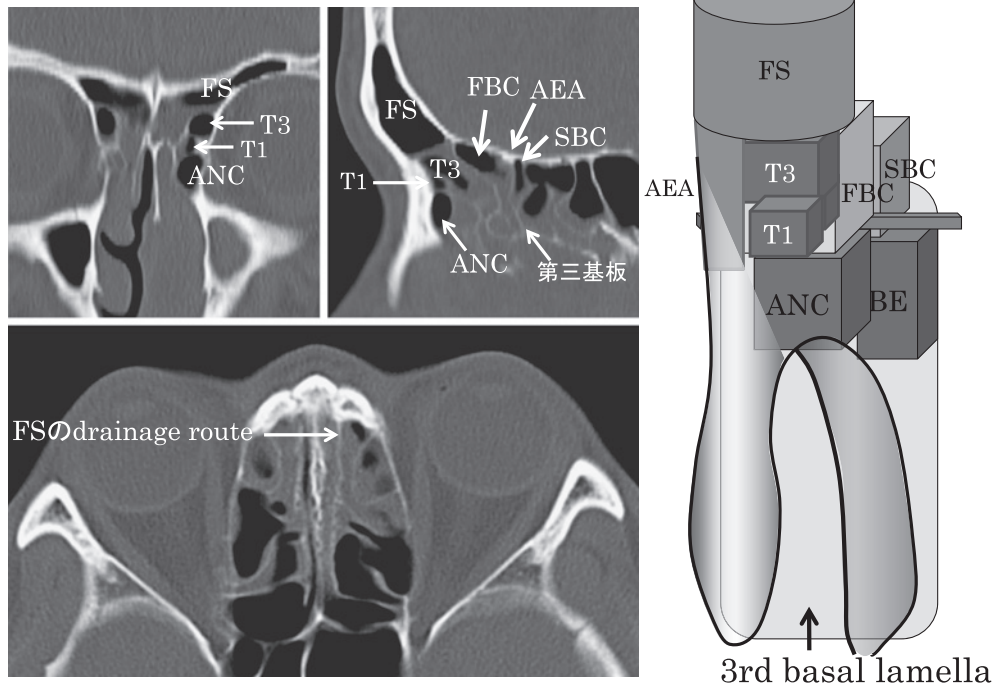 FS
T3
T1
ANC
FS
FBC
AEA
SBC
T3
T1
ANC
第三基板
FSのdrainage route
FS
T3
SBC
AEA
FBC
T1
ANC
BE
3rd basal lamella